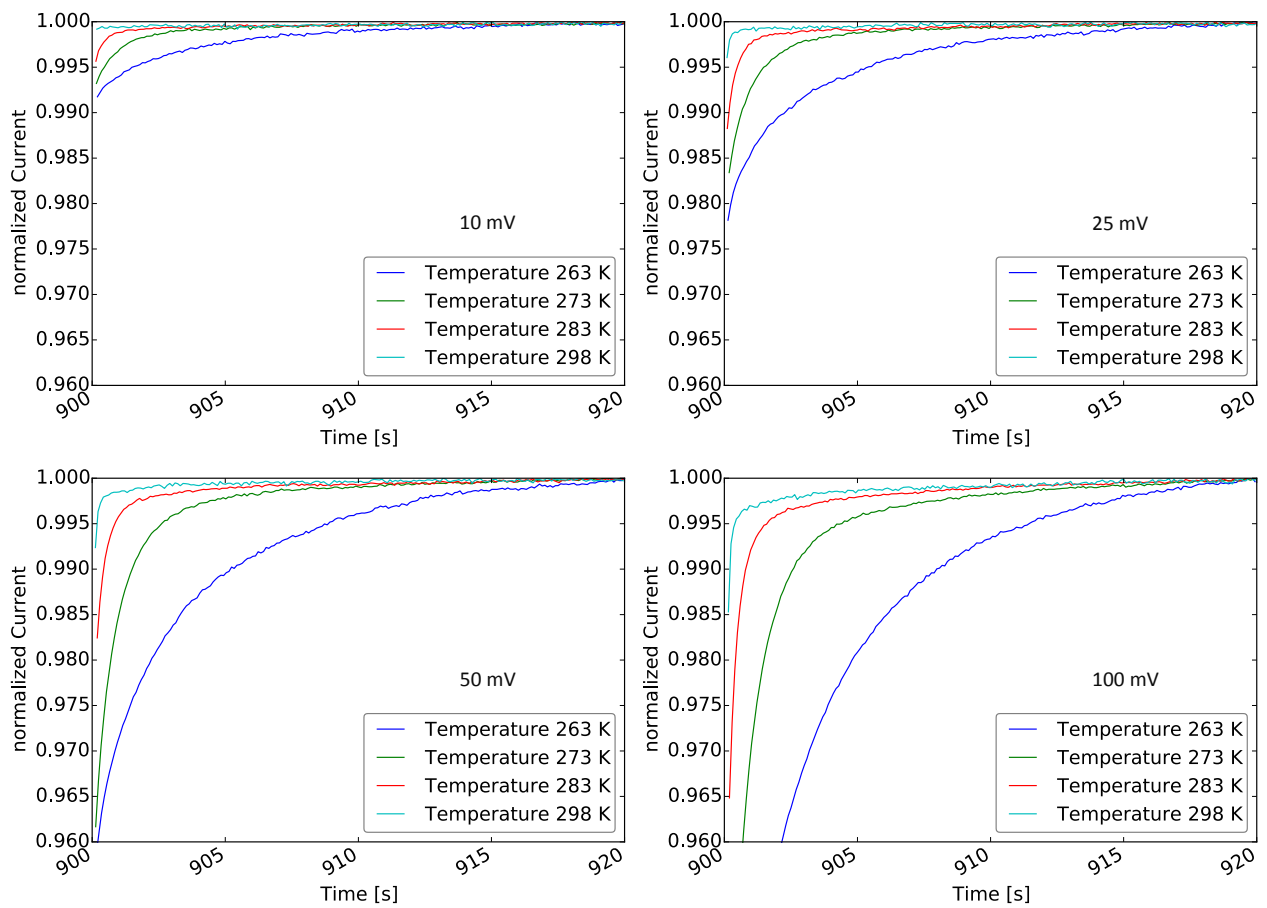 1.000
0.995
0.990
0.985
0.980
0.975
0.970
0.965
0.960
normalized Current
10 mV
Temperature 263 K
Temperature 273 K
Temperature 283 K
Temperature 298 K
900
905
910
915
920
Time [s]
1.000
0.995
0.990
0.985
0.980
0.975
0.970
0.965
0.960
normalized Current
25 mV
Temperature 263 K
Temperature 273 K
Temperature 283 K
Temperature 298 K
900
905
910
915
920
Time [s]
1.000
0.995
0.990
0.985
0.980
0.975
0.970
0.965
0.960
normalized Current
50 mV
Temperature 263 K
Temperature 273 K
Temperature 283 K
Temperature 298 K
900
905
910
915
920
Time [s]
1.000
0.995
0.990
0.985
0.980
0.975
0.970
0.965
0.960
normalized Current
100 mV
Temperature 263 K
Temperature 273 K
Temperature 283 K
Temperature 298 K
900
905
910
915
920
Time [s]